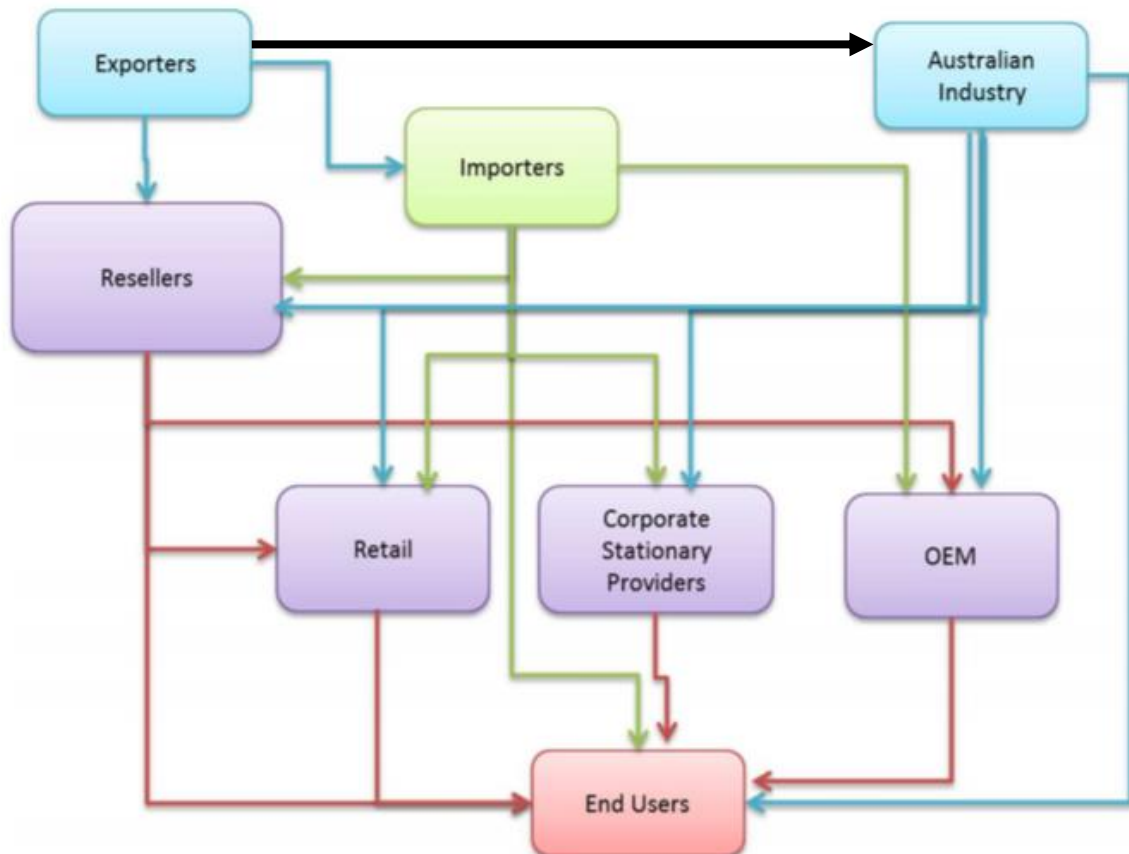 Exporters
Australian
Industry
Importers
Resellers
Retail
Corporate
Stationary
Providers
OEM
End Users